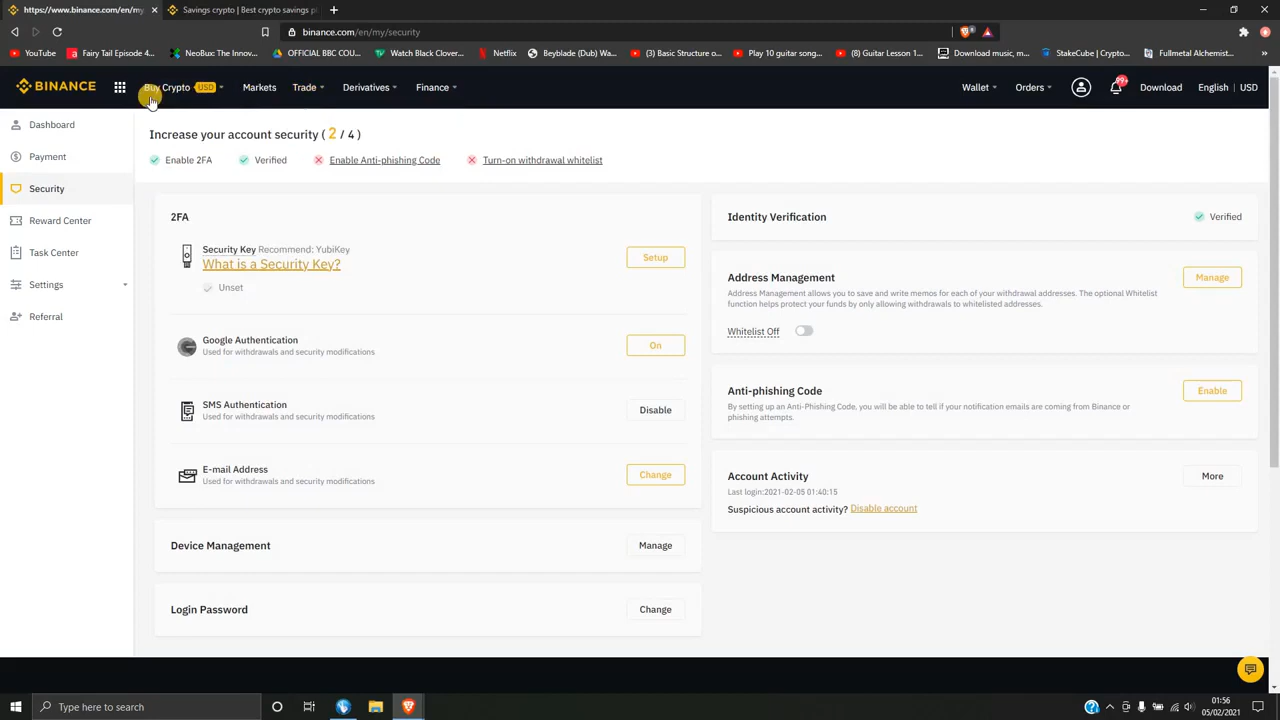 https://www.binance.com/en/my
Savings crypto | Best crypto savings pl
binance.com/en/my/security
YouTube
Fairy Tail Episode 4...
NeoBux The Innov...
OFFICIAL BBC COU...
Watch Black Clover...
Netflix
Beyblade (Dub) Wa...
(3) Basic Structure o...
Play 10 guitar song...
(8) Guitar Lesson 1...
Download music, m...
StakeCube | Crypto...
Fullmetal Alchemist...
BINANCE
Buy Crypto USD
Markets
Trade
Derivatives
Finance
Wallet
Orders
99+
Download
English
USD
Dashboard
Payment
Security
Reward Center
Task Center
Settings
Referral
Increase your account security ( 2 / 4 )
Enable 2FA
Verified
Enable Anti-phishing Code
Turn-on withdrawal whitelist
2FA
Security Key Recommend: YubiKey
What is a Security Key?
Unset
Setup
Google Authentication
Used for withdrawals and security modifications
On
SMS Authentication
Used for withdrawals and security modifications
Disable
E-mail Address
Used for withdrawals and security modifications
Change
Device Management
Manage
Login Password
Change
Identity Verification
Verified
Address Management
Manage
Address Management allows you to save and write memos for each of your withdrawal addresses. The optional Whitelist
function helps protect your funds by only allowing withdrawals to whitelisted addresses.
Whitelist Off
Anti-phishing Code
Enable
By setting up an Anti-Phishing Code, you will be able to tell if your notification emails are coming from Binance or
phishing attempts.
Account Activity
More
Last login:2021-02-05 01:40:15
Suspicious account activity? Disable account
Type here to search
01:56
05/02/2021